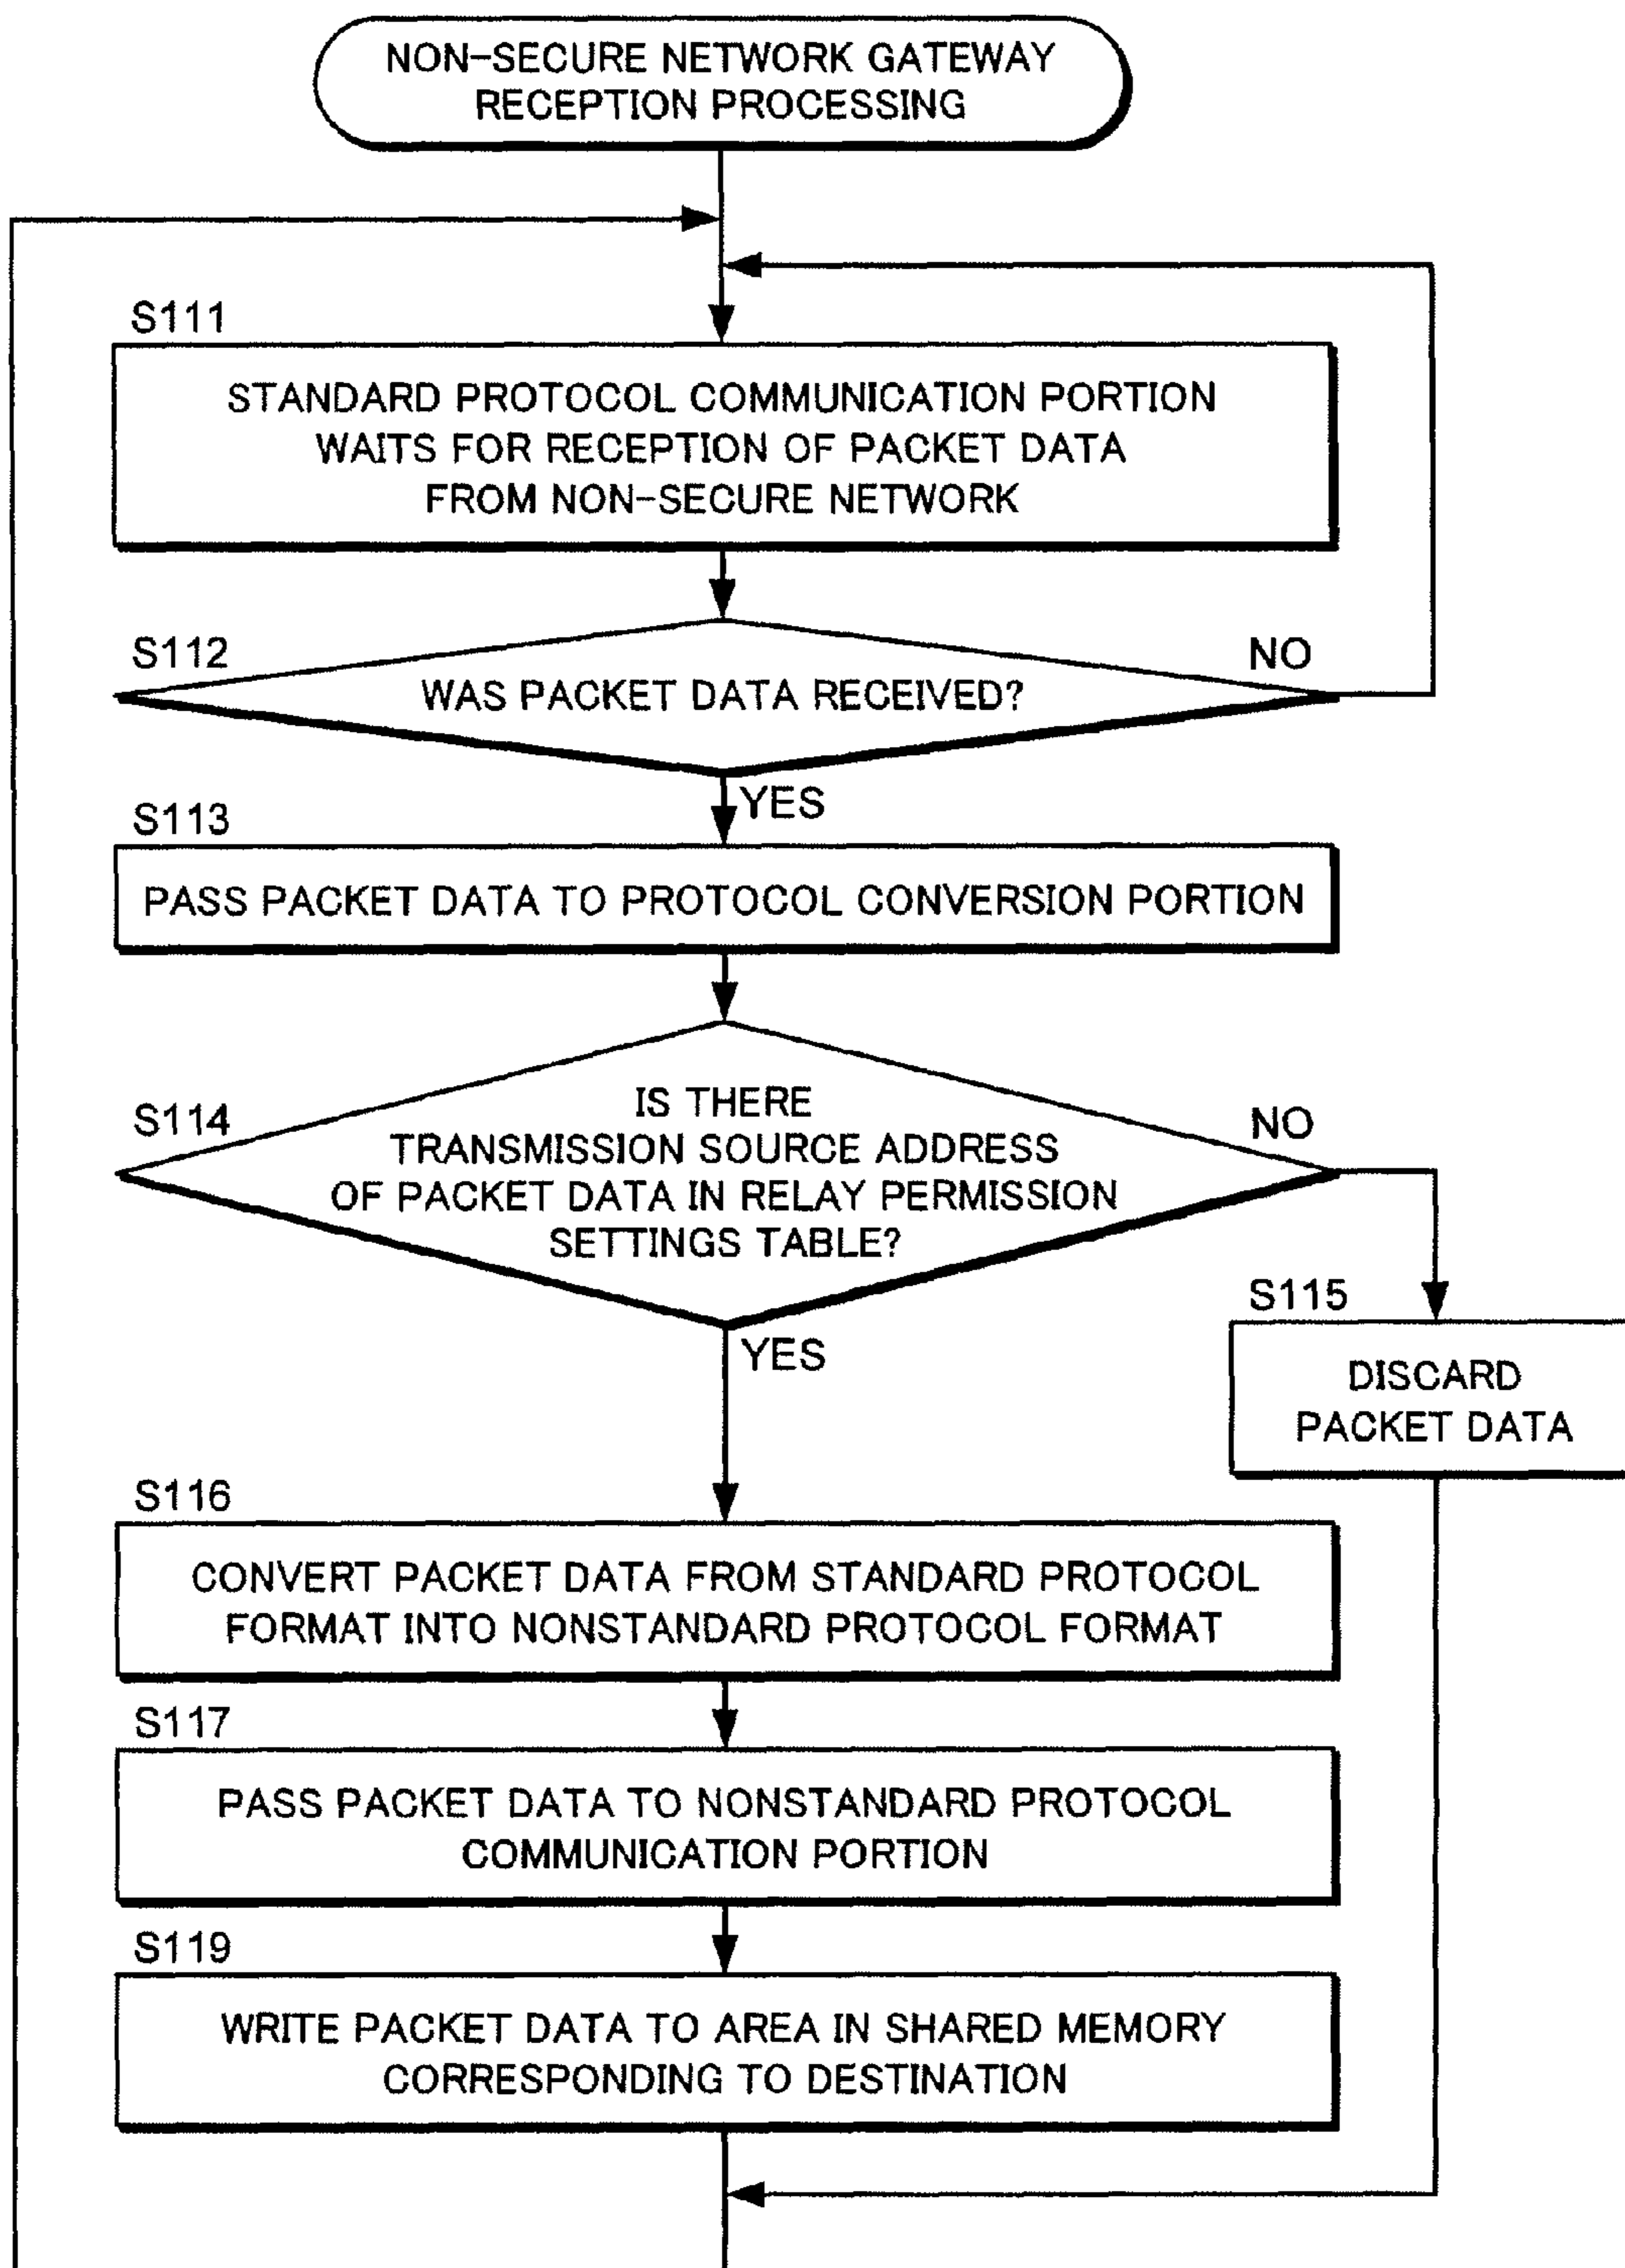 NON-SECURE NETWORK GATEWAY
RECEPTION PROCESSING
S111
STANDARD PROTOCOL COMMUNICATION PORTION
WAITS FOR RECEPTION OF PACKET DATA
FROM NON-SECURE NETWORK
S112
NO
WAS PACKET DATA RECEIVED?
YES
S113
PASS PACKET DATA TO PROTOCOL CONVERSION PORTION
S114
NO
IS THERE
TRANSMISSION SOURCE ADDRESS
OF PACKET DATA IN RELAY PERMISSION
SETTINGS TABLE?
YES
S115
DISCARD
PACKET DATA
S116
CONVERT PACKET DATA FROM STANDARD PROTOCOL
FORMAT INTO NONSTANDARD PROTOCOL FORMAT
S117
PASS PACKET DATA TO NONSTANDARD PROTOCOL
COMMUNICATION PORTION
S119
WRITE PACKET DATA TO AREA IN SHARED MEMORY
CORRESPONDING TO DESTINATION